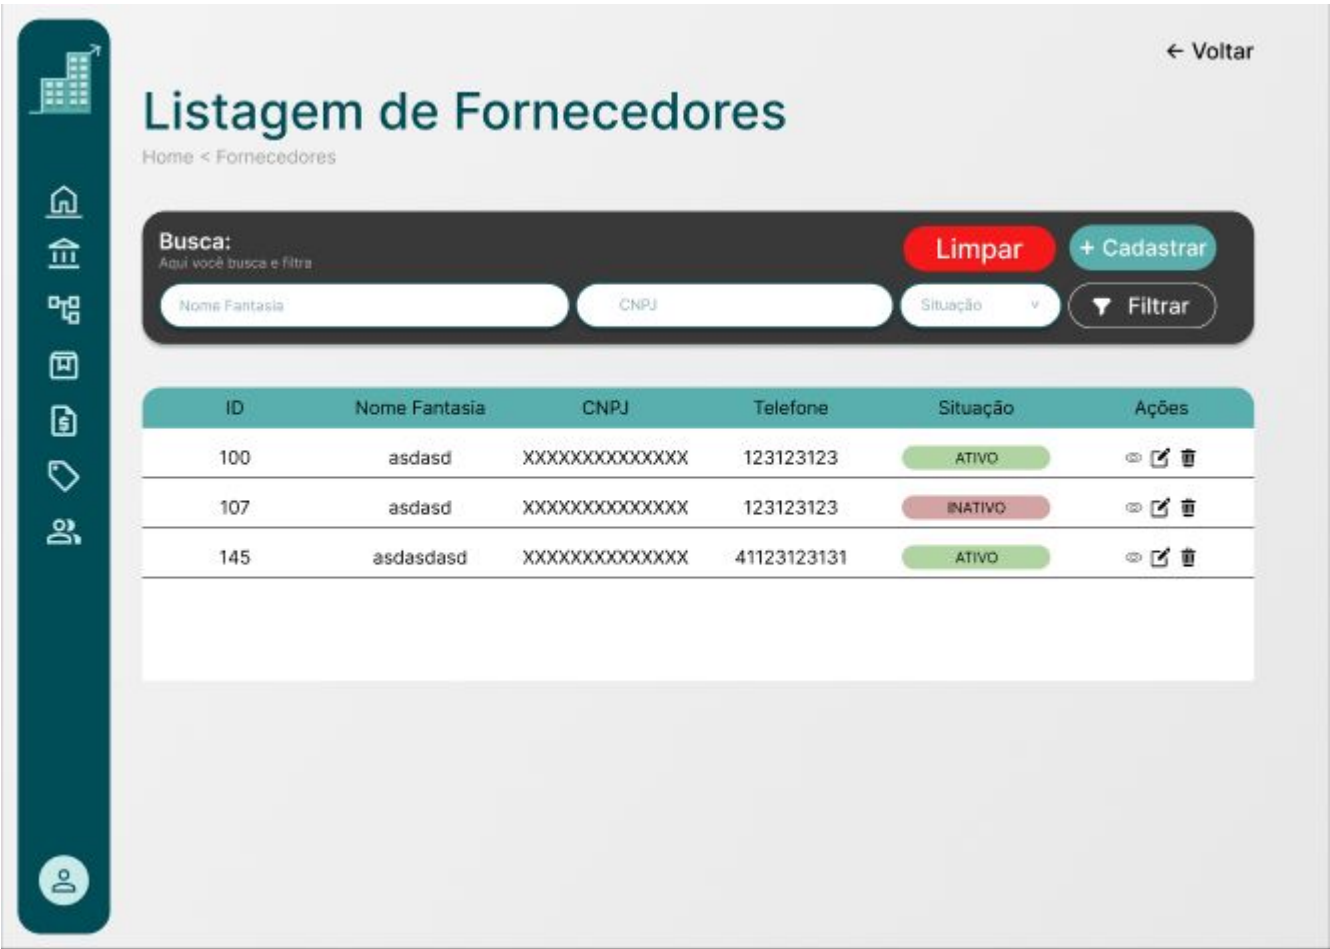 ← Voltar
Listagem de Fornecedores
Home < Fornecedores
Busca:
Aqui você busca e filtra
Limpar
+ Cadastrar
Nome Fantasia
CNPJ
Situação
Filtrar
ID Nome Fantasia CNPJ Telefone Situação Ações
100 asdasd XXXXXXXXXXXXXX 123123123 ATIVO
107 asdasd XXXXXXXXXXXXXX 123123123 INATIVO
145 asdasdasd XXXXXXXXXXXXXX 41123123131 ATIVO